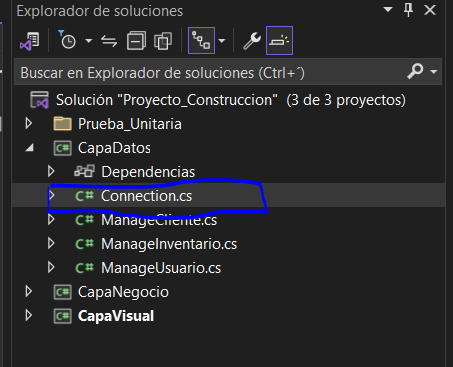 Explorador de soluciones
Buscar en Explorador de soluciones (Ctrl+´)
Solución "Proyecto_Construccion" (3 de 3 proyectos)
Prueba_Unitaria
C# CapaDatos
Dependencias
C# Connection.cs
C# ManageCliente.cs
C# ManageInventario.cs
C# ManageUsuario.cs
C# CapaNegocio
C# CapaVisual